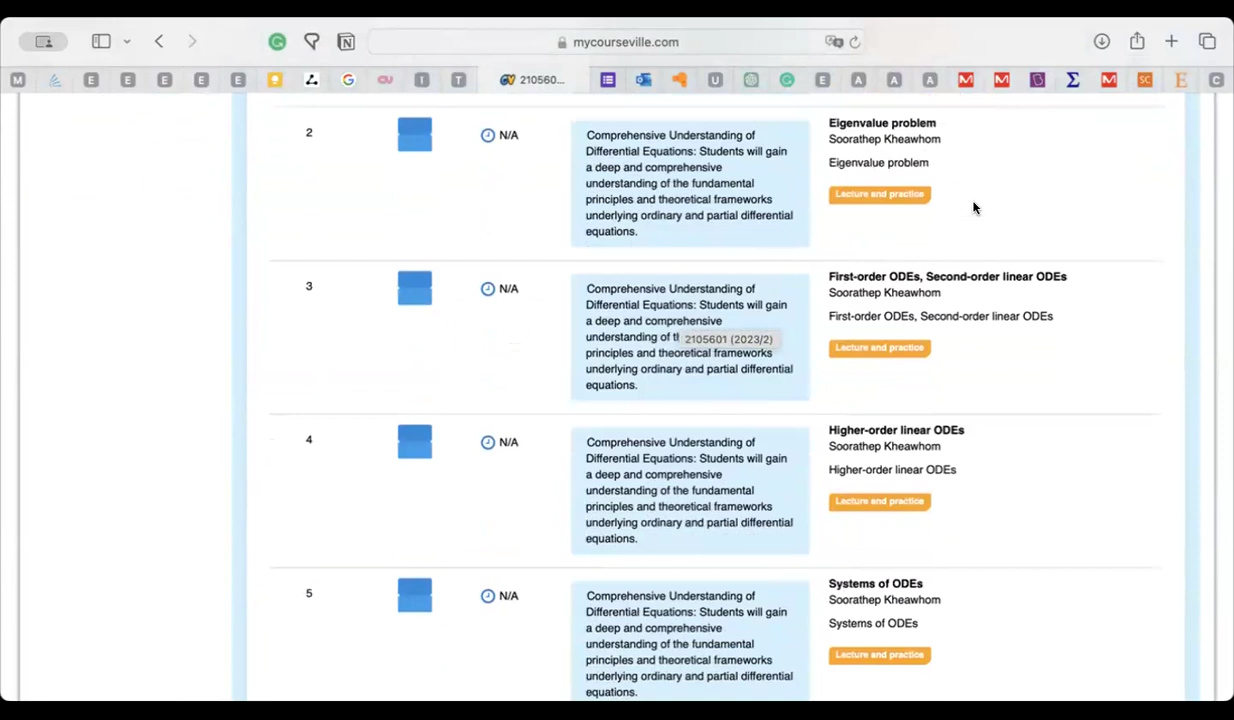 mycourseville.com
M E E E E E G CU I T 210560... U G E A A A M M Σ M SC E C
2 N/A
Comprehensive Understanding of
Differential Equations: Students will gain
a deep and comprehensive
understanding of the fundamental
principles and theoretical frameworks
underlying ordinary and partial differential
equations.
Eigenvalue problem
Soorathep Kheawhom
Eigenvalue problem
Lecture and practice
3 N/A
Comprehensive Understanding of
Differential Equations: Students will gain
a deep and comprehensive
understanding of
2105601 (2023/2)
principles and theoretical frameworks
underlying ordinary and partial differential
equations.
First-order ODEs, Second-order linear ODEs
Soorathep Kheawhom
First-order ODEs, Second-order linear ODEs
Lecture and practice
4 N/A
Comprehensive Understanding of
Differential Equations: Students will gain
a deep and comprehensive
understanding of the fundamental
principles and theoretical frameworks
underlying ordinary and partial differential
equations.
Higher-order linear ODEs
Soorathep Kheawhom
Higher-order linear ODEs
Lecture and practice
5 N/A
Comprehensive Understanding of
Differential Equations: Students will gain
a deep and comprehensive
understanding of the fundamental
principles and theoretical frameworks
underlying ordinary and partial differential
equations.
Systems of ODEs
Soorathep Kheawhom
Systems of ODEs
Lecture and practice